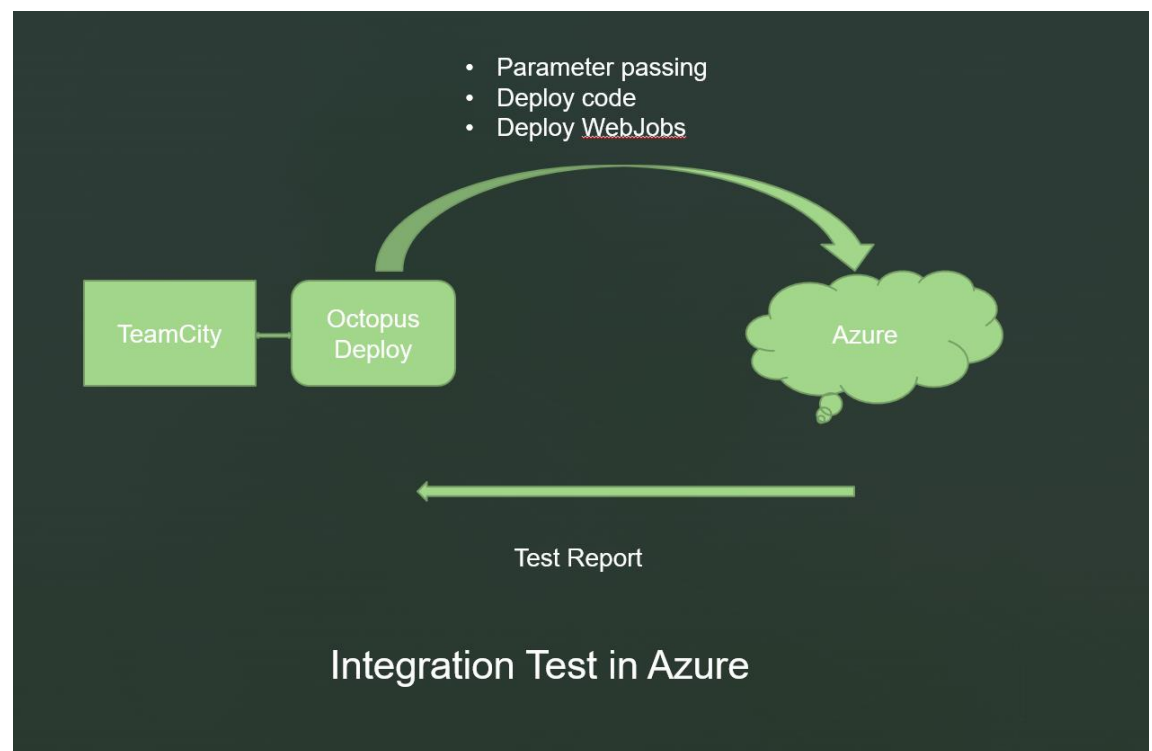 • Parameter passing
• Deploy code
• Deploy WebJobs
TeamCity
Octopus
Deploy
Azure
Test Report
Integration Test in Azure